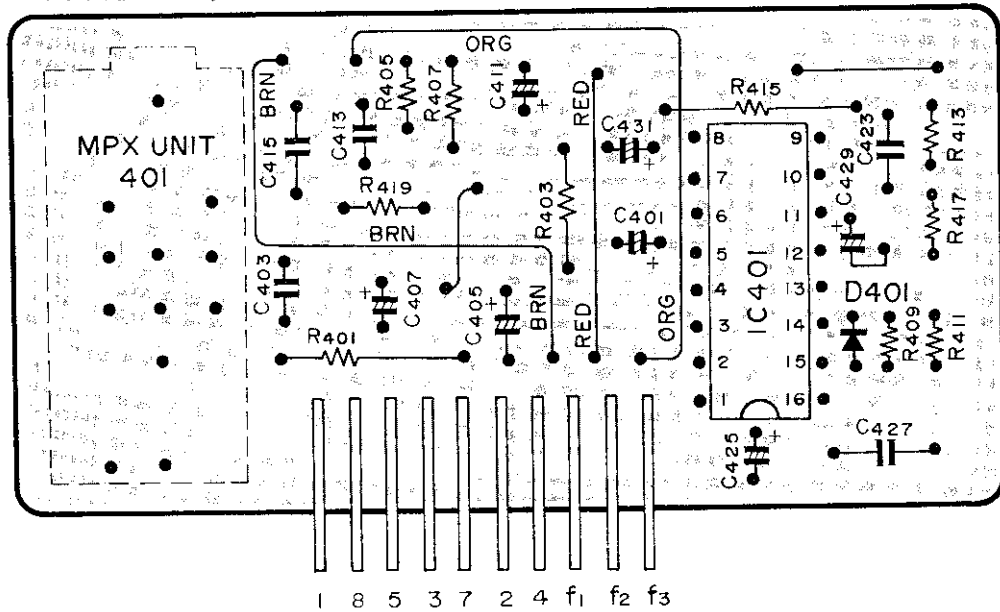 ORG
BRN
R405
R407
C411
+
RED
R415
C415
C413
C431
+
C423
R413
MPX UNIT
401
8
9
7
10
6
11
5
12
4
13
3
14
2
15
1
16
IC401
C429
+
R417
R419
BRN
R403
C401
+
C403
+
C407
C405
+
BRN
RED
ORG
D401
R409
R411
R401
C425
+
C427
1 8 5 3 7 2 4 f1 f2 f3